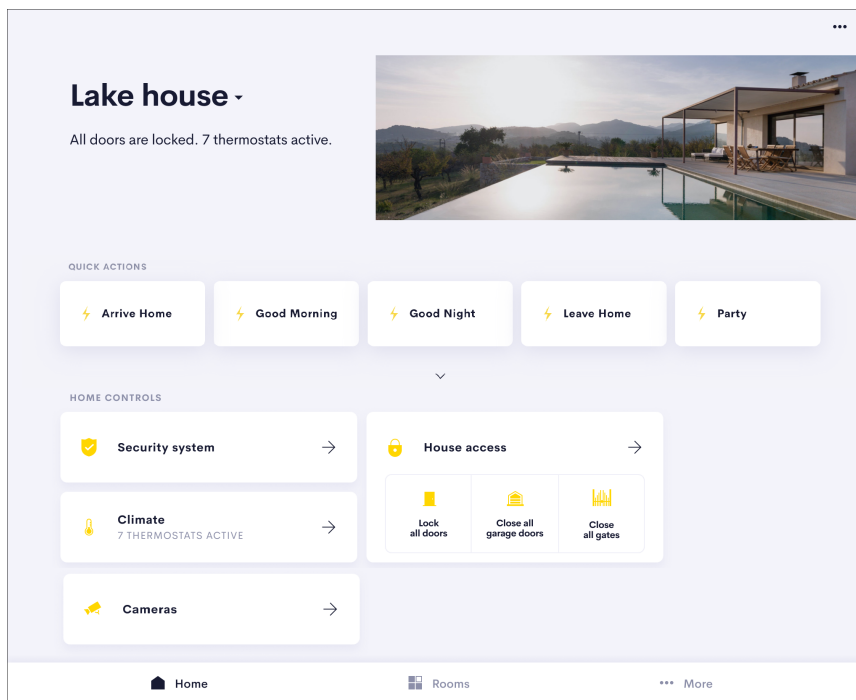 Lake house
All doors are locked. 7 thermostats active.
QUICK ACTIONS
Arrive Home
Good Morning
Good Night
Leave Home
Party
HOME CONTROLS
Security system
House access
Lock
all doors
Close all
garage doors
Close
all gates
Climate
7 THERMOSTATS ACTIVE
Cameras
Home
Rooms
More